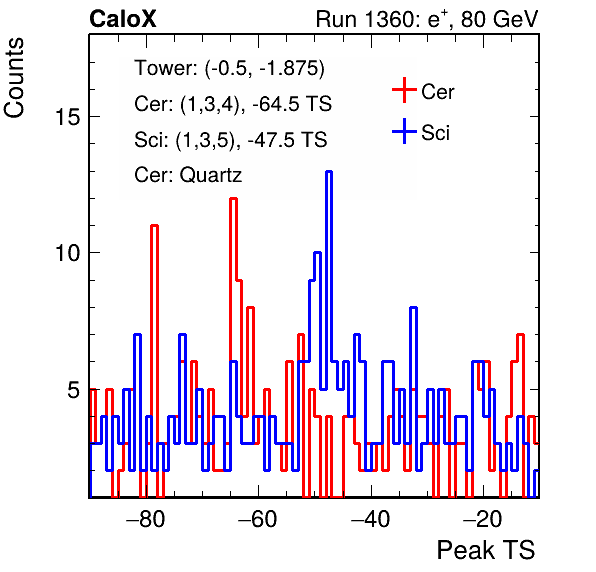 CaloX Run 1360: e⁺, 80 GeV
Counts
Tower: (-0.5, -1.875)
Cer: (1,3,4), -64.5 TS
Sci: (1,3,5), -47.5 TS
Cer: Quartz
Cer
Sci
15
10
5
−80 −60 −40 −20
Peak TS